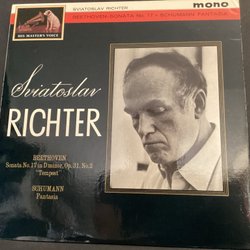 SVIATOSLAV RICHTER
mono
BEETHOVEN SONATA No. 17 • SCHUMANN FANTASIA
HIS MASTER'S VOICE
Sviatoslav
RICHTER
BEETHOVEN
Sonata No. 17 in D minor, Op. 31, No. 2
"Tempest"
SCHUMANN
Fantasia